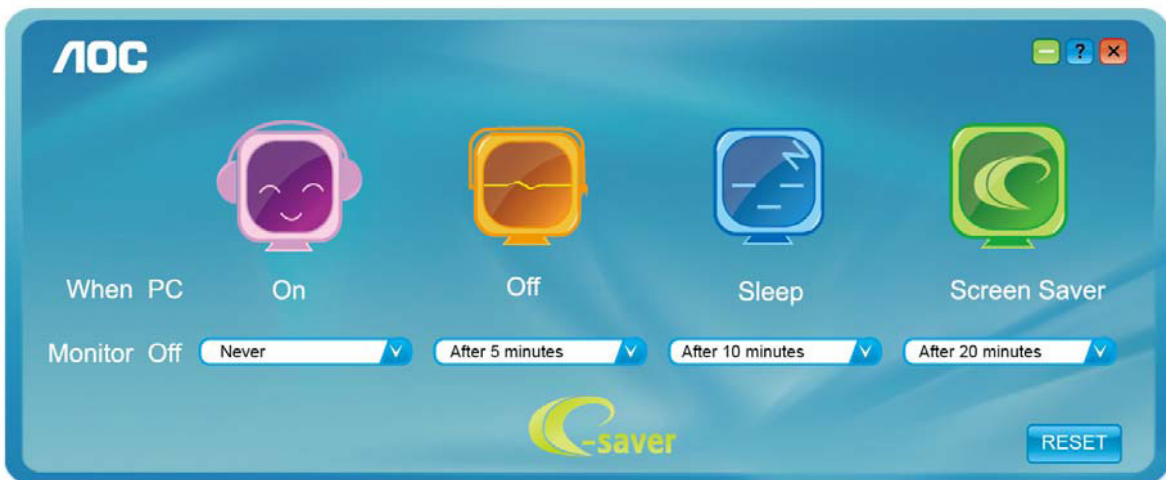 AOC
?
When PC On Off Sleep Screen Saver
Monitor Off Never After 5 minutes After 10 minutes After 20 minutes
e-saver
RESET